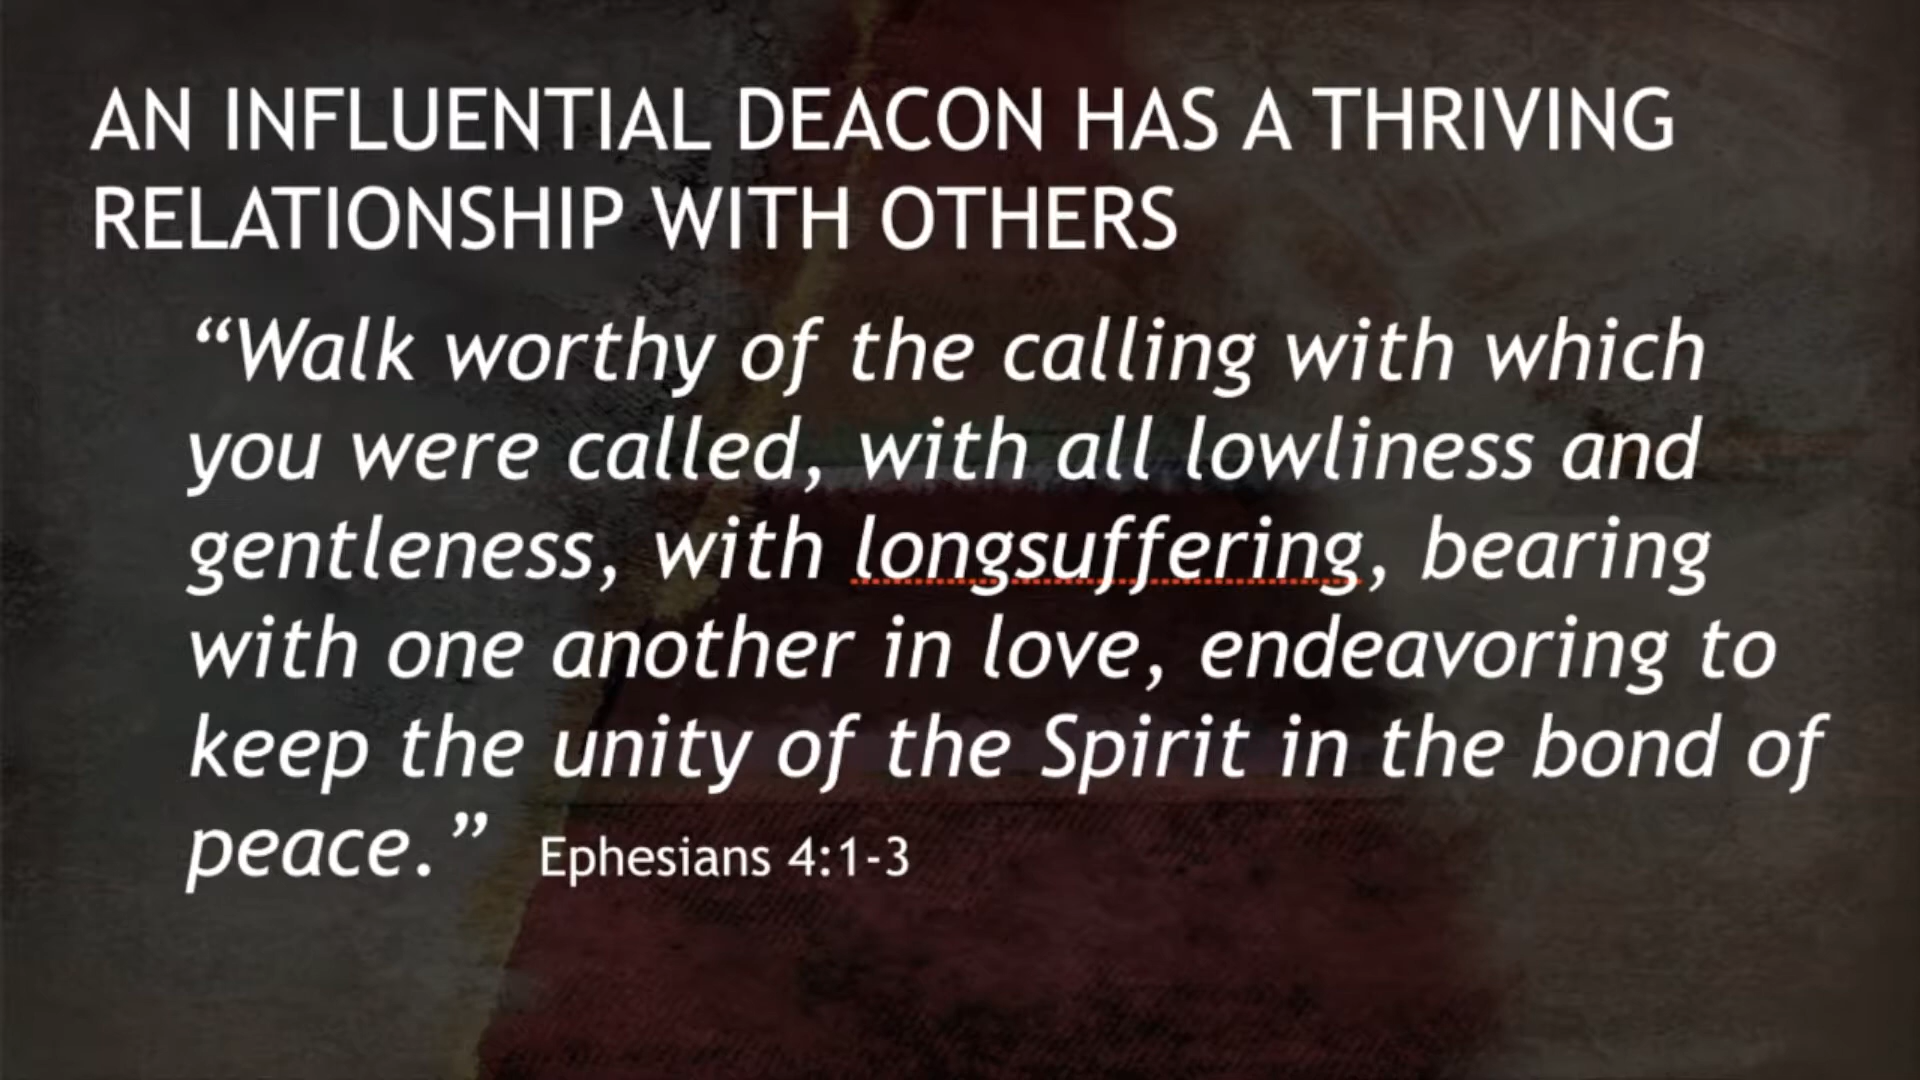 AN INFLUENTIAL DEACON HAS A THRIVING
RELATIONSHIP WITH OTHERS
“Walk worthy of the calling with which
you were called, with all lowliness and
gentleness, with longsuffering, bearing
with one another in love, endeavoring to
keep the unity of the Spirit in the bond of
peace.” Ephesians 4:1-3